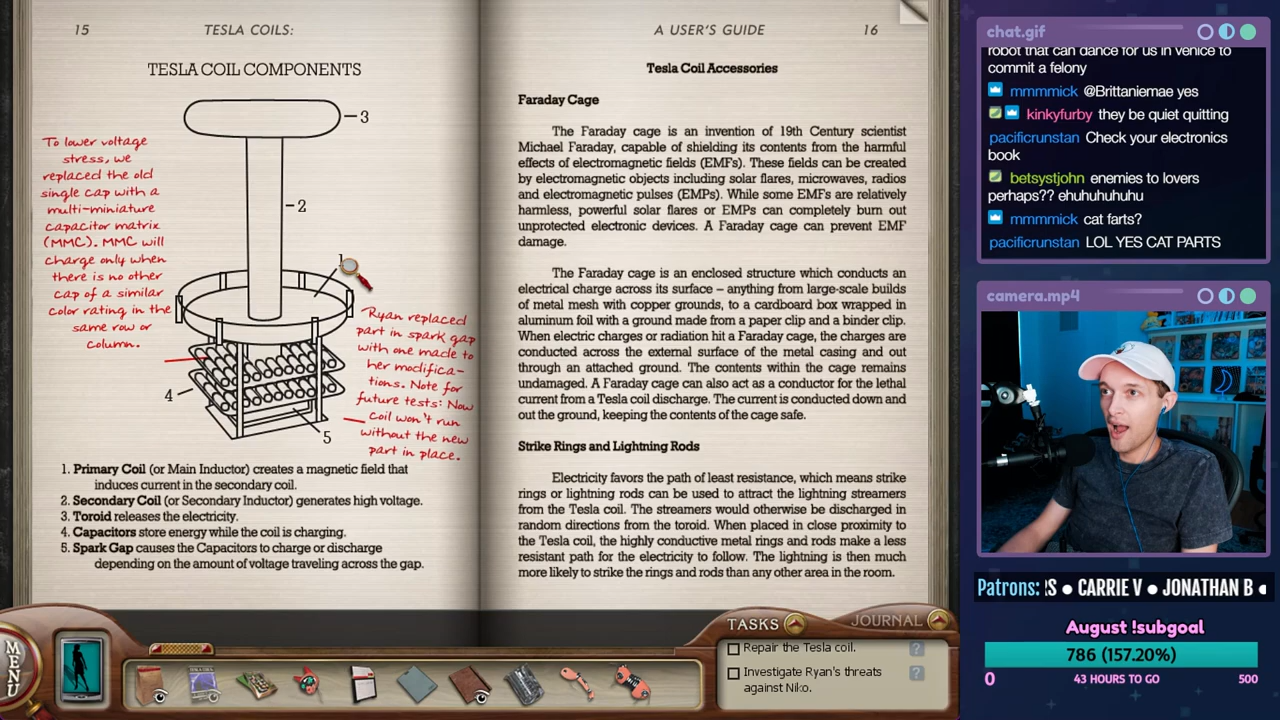 15
TESLA COILS:
TESLA COIL COMPONENTS
3
2
1
4
5
To lower voltage
stress, we
replaced the old
single cap with a
multi-miniature
capacitor matrix
(MMC). MMC will
charge only when
there is no other
cap of a similar
color rating in the
same row or
column.
Ryan replaced
part in spark gap
with one made to
her modifica-
tions. Note for
future tests: Now
coil won't run
without the new
part in place.
1. Primary Coil (or Main Inductor) creates a magnetic field that
induces current in the secondary coil.
2. Secondary Coil (or Secondary Inductor) generates high voltage.
3. Toroid releases the electricity.
4. Capacitors store energy while the coil is charging.
5. Spark Gap causes the Capacitors to charge or discharge
depending on the amount of voltage traveling across the gap.
A USER'S GUIDE
16
Tesla Coil Accessories
Faraday Cage
The Faraday cage is an invention of 19th Century scientist
Michael Faraday, capable of shielding its contents from the harmful
effects of electromagnetic fields (EMFs). These fields can be created
by electromagnetic objects including solar flares, microwaves, radios
and electromagnetic pulses (EMPs). While some EMFs are relatively
harmless, powerful solar flares or EMPs can completely burn out
unprotected electronic devices. A Faraday cage can prevent EMF
damage.
The Faraday cage is an enclosed structure which conducts an
electrical charge across its surface – anything from large-scale builds
of metal mesh with copper grounds, to a cardboard box wrapped in
aluminum foil with a ground made from a paper clip and a binder clip.
When electric charges or radiation hit a Faraday cage, the charges are
conducted across the external surface of the metal casing and out
through an attached ground. The contents within the cage remains
undamaged. A Faraday cage can also act as a conductor for the lethal
current from a Tesla coil discharge. The current is conducted down and
out the ground, keeping the contents of the cage safe.
Strike Rings and Lightning Rods
Electricity favors the path of least resistance, which means strike
rings or lightning rods can be used to attract the lightning streamers
from the Tesla coil. The streamers would otherwise be discharged in
random directions from the toroid. When placed in close proximity to
the Tesla coil, the highly conductive metal rings and rods make a less
resistant path for the electricity to follow. The lightning is then much
more likely to strike the rings and rods than any other area in the room.
MENU
TASKS
JOURNAL
Repair the Tesla coil.
?
Investigate Ryan's threats
against Niko.
?
chat.gif
robot that can dance for us in venice to
commit a felony
mmmmick @Brittaniemae yes
kinkyfurby they be quiet quitting
pacificrunstan Check your electronics
book
betsystjohn enemies to lovers
perhaps?? ehuhuhuhuhu
mmmmick cat farts?
pacificrunstan LOL YES CAT PARTS
camera.mp4
Patrons: S ● CARRIE V ● JONATHAN B ●
August !subgoal
786 (157.20%)
0
43 HOURS TO GO
500